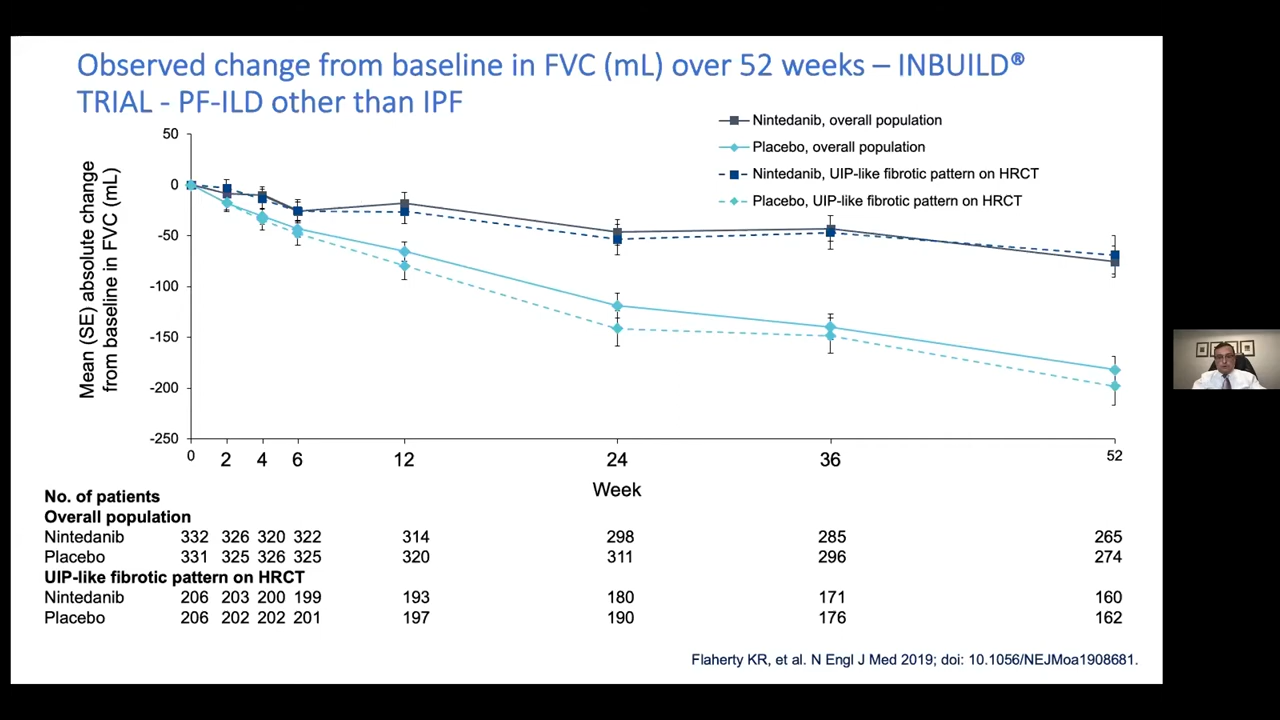 Observed change from baseline in FVC (mL) over 52 weeks – INBUILD®
TRIAL - PF-ILD other than IPF
Nintedanib, overall population
Placebo, overall population
Nintedanib, UIP-like fibrotic pattern on HRCT
Placebo, UIP-like fibrotic pattern on HRCT
Mean (SE) absolute change
from baseline in FVC (mL)
50
0
-50
-100
-150
-200
-250
0 2 4 6 12 24 36 52
Week
No. of patients
Overall population
Nintedanib 332 326 320 322 314 298 285 265
Placebo 331 325 326 325 320 311 296 274
UIP-like fibrotic pattern on HRCT
Nintedanib 206 203 200 199 193 180 171 160
Placebo 206 202 202 201 197 190 176 162
Flaherty KR, et al. N Engl J Med 2019; doi: 10.1056/NEJMoa1908681.